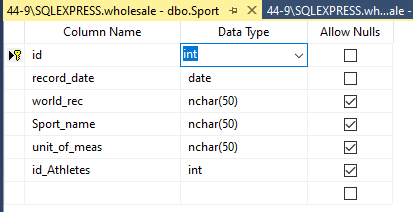 44-9\SQLEXPRESS.wholesale - dbo.Sport
44-9\SQLEXPRESS.wh...ale - d
Column Name Data Type Allow Nulls
id int
record_date date
world_rec nchar(50)
Sport_name nchar(50)
unit_of_meas nchar(50)
id_Athletes int